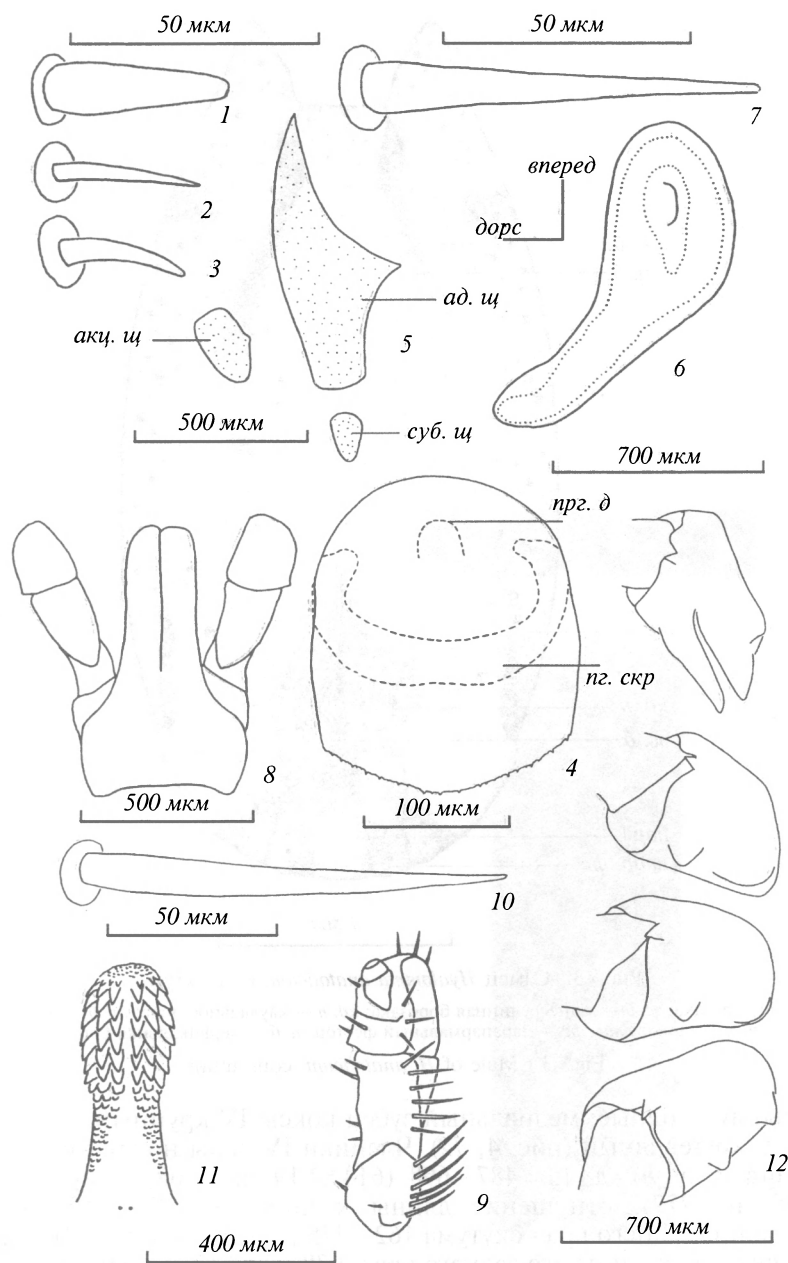 50 мкм
50 мкм
1
7
2
3
вперед
дорс
ад. щ
акц. щ
5
6
500 мкм
суб. щ
700 мкм
прг. д
пг. скр
8
4
500 мкм
100 мкм
10
50 мкм
11
9
12
400 мкм
700 мкм